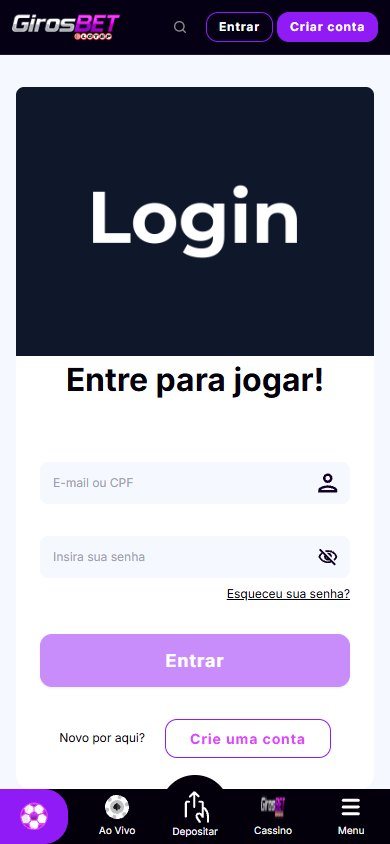 GirosBET
LOTEP
Entrar
Criar conta
Login
Entre para jogar!
E-mail ou CPF
Insira sua senha
Esqueceu sua senha?
Entrar
Novo por aqui?
Crie uma conta
GirosBET
Ao Vivo
Depositar
Cassino
Menu